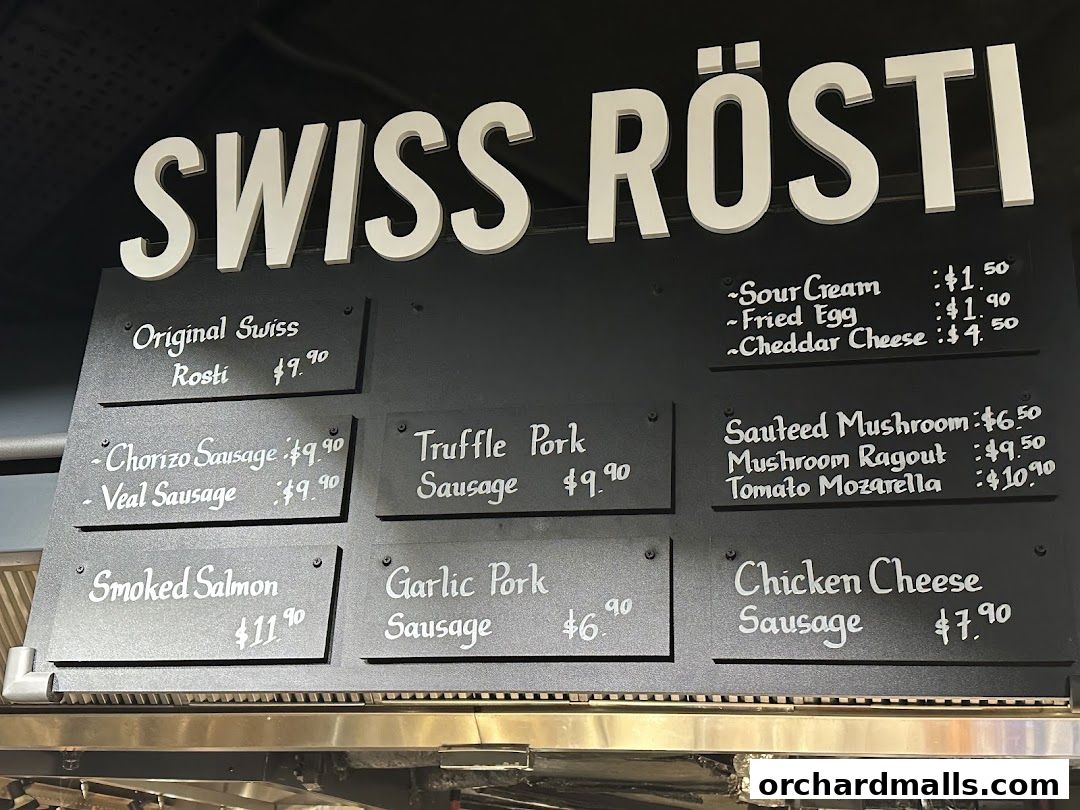 SWISS RÖSTI
Original Swiss
Rosti $9.90
~Sour Cream :$1.50
~Fried Egg :$1.90
~Cheddar Cheese :$4.50
~Chorizo Sausage :$9.90
~Veal Sausage :$9.90
Truffle Pork
Sausage $9.90
Sauteed Mushroom :$6.50
Mushroom Ragout :$9.50
Tomato Mozarella :$10.90
Smoked Salmon
$11.90
Garlic Pork
Sausage $6.90
Chicken Cheese
Sausage $7.90
orchardmalls.com